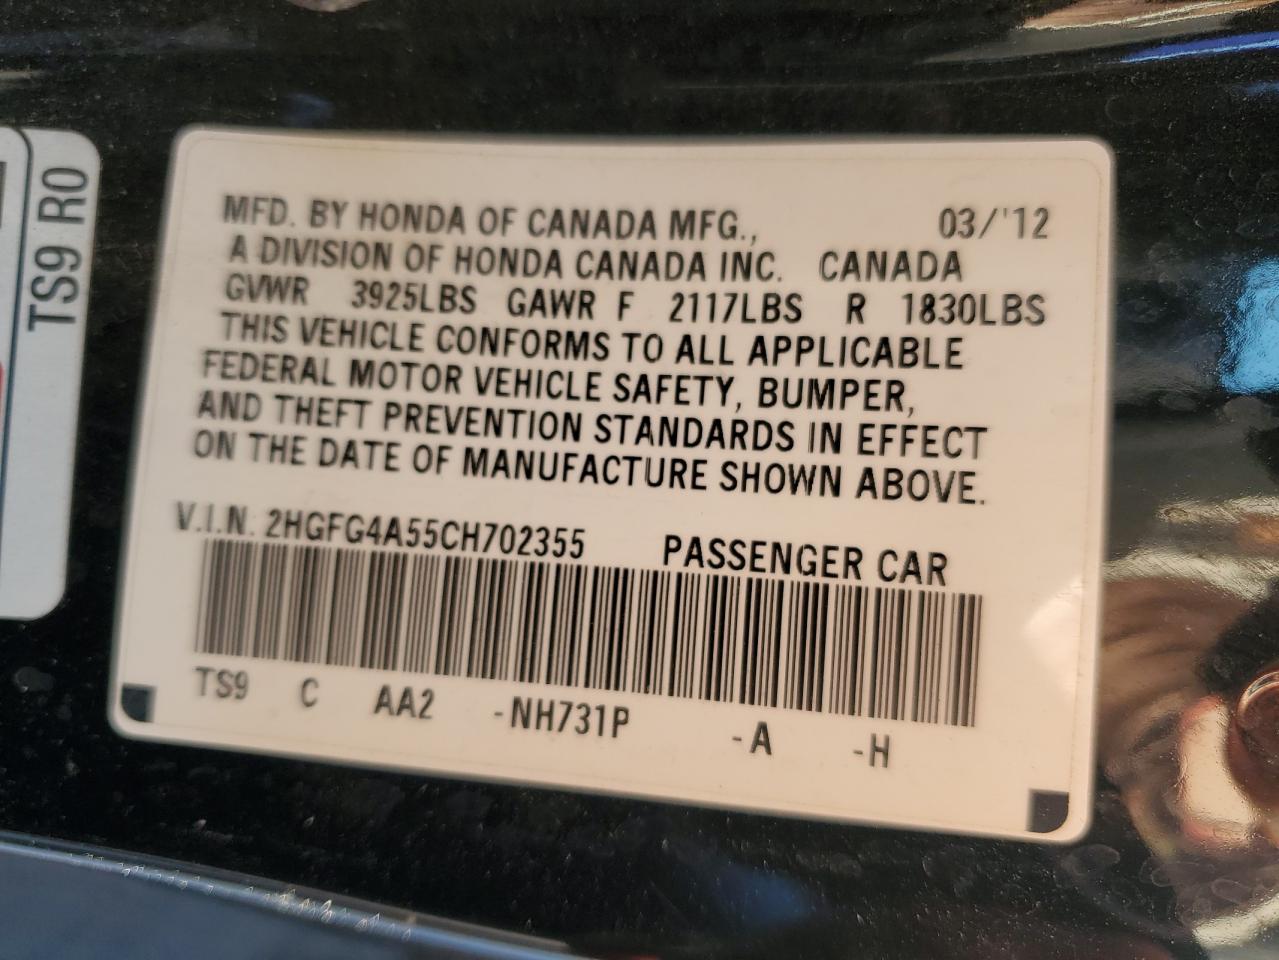 TS9 R0
MFD. BY HONDA OF CANADA MFG., 03/'12
A DIVISION OF HONDA CANADA INC. CANADA
GVWR 3925LBS GAWR F 2117LBS R 1830LBS
THIS VEHICLE CONFORMS TO ALL APPLICABLE
FEDERAL MOTOR VEHICLE SAFETY, BUMPER,
AND THEFT PREVENTION STANDARDS IN EFFECT
ON THE DATE OF MANUFACTURE SHOWN ABOVE.
V.I.N. 2HGFG4A55CH702355 PASSENGER CAR
TS9 C AA2 -NH731P -A -H